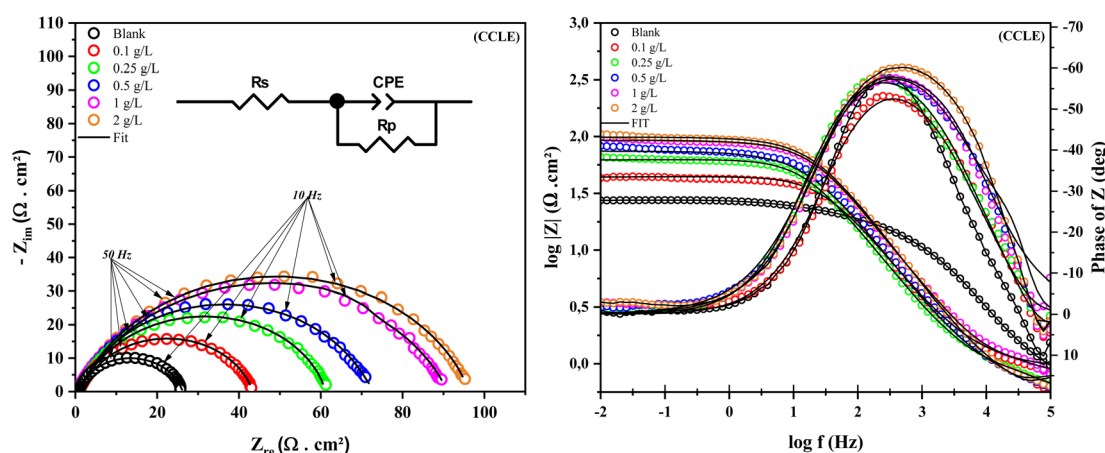 110
100
90
80
70
60
50
40
30
20
10
0
- Zim (Ω . cm²)
0 20 40 60 80 100
Zre (Ω . cm²)
Blank
0.1 g/L
0.25 g/L
0.5 g/L
1 g/L
2 g/L
Fit
(CCLE)
Rs
CPE
Rp
10 Hz
50 Hz
3,0
2,5
2,0
1,5
1,0
0,5
0,0
log |Z| (Ω .cm²)
-2 -1 0 1 2 3 4 5
log f (Hz)
Blank
0.1 g/L
0.25 g/L
0.5 g/L
1 g/L
2 g/L
FIT
(CCLE)
-70
-60
-50
-40
-30
-20
-10
0
10
Phase of Z (deg)